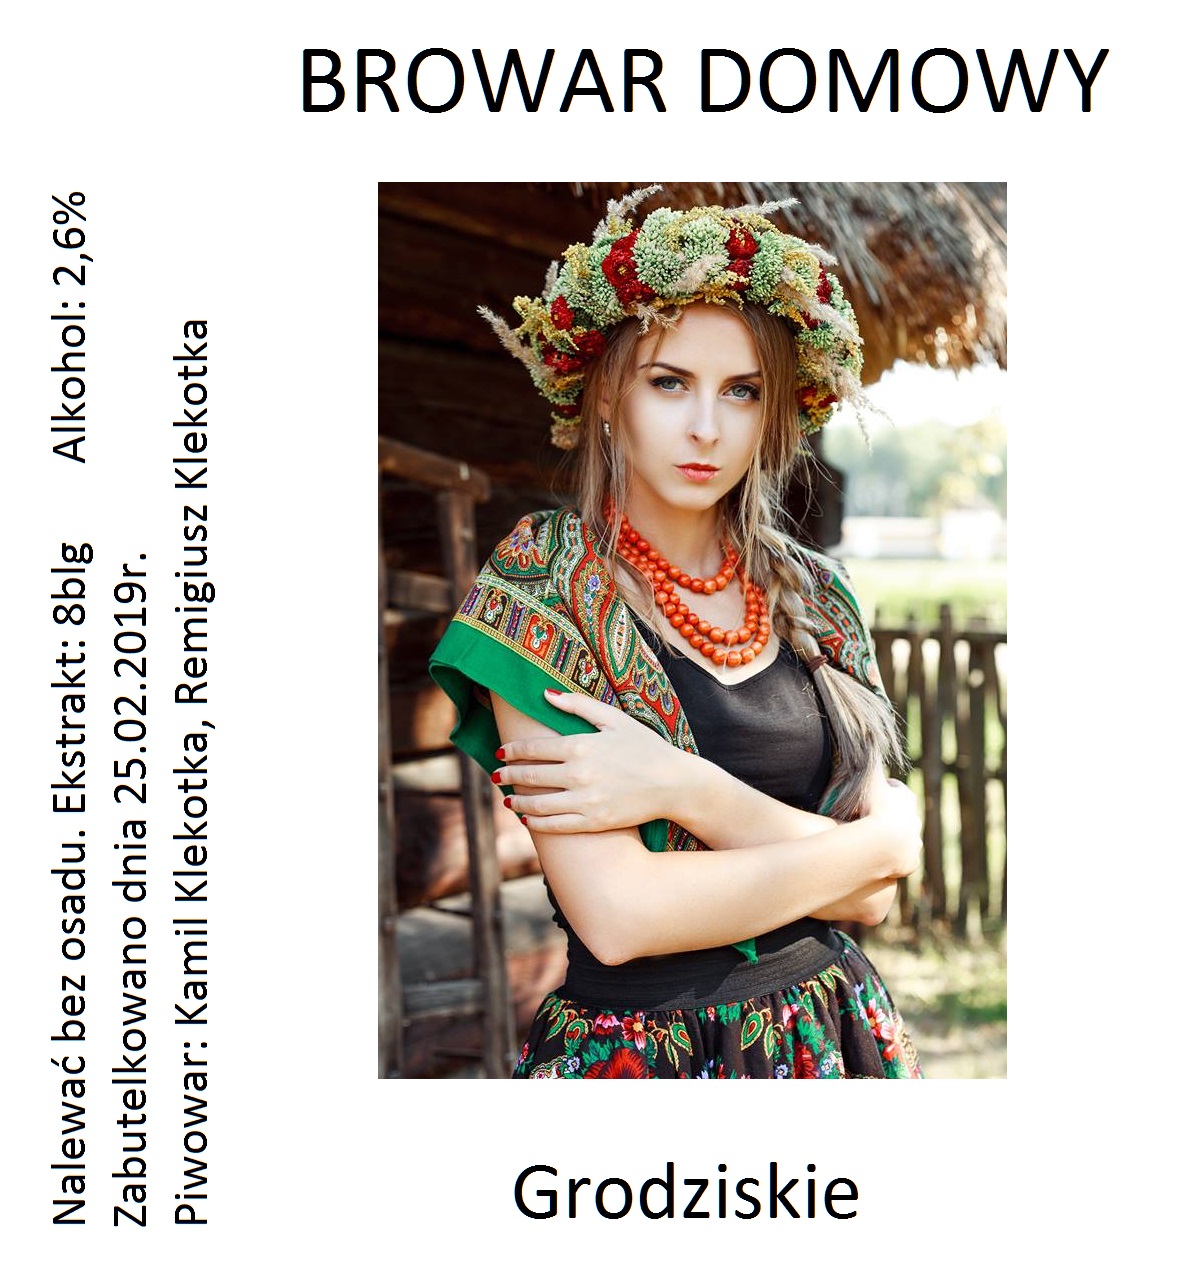 BROWAR DOMOWY
Nalewać bez osadu. Ekstrakt: 8blg Alkohol: 2,6%
Zabutelkowano dnia 25.02.2019r.
Piwowar: Kamil Klekotka, Remigiusz Klekotka
Grodziskie